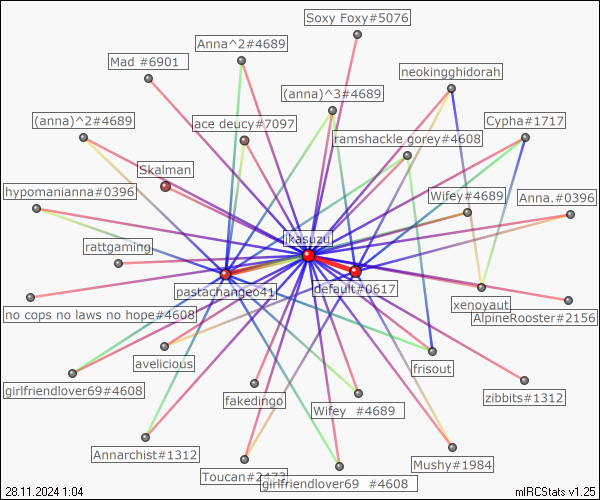 Soxy Foxy#5076
Anna^2#4689
Mad #6901
neokingghidorah
(anna)^3#4689
(anna)^2#4689
ace deucy#7097
Cypha#1717
ramshackle gorey#4608
Skalman
hypomanianna#0396
Wifey#4689
Anna.#0396
ikasuzu
rattgaming
pastachangeo41
default#0617
xenoyaut
no cops no laws no hope#4608
AlpineRooster#2156
avelicious
frisout
girlfriendlover69#4608
zibbits#1312
fakedingo
Wifey #4689
Annarchist#1312
Mushy#1984
Toucan#2473
girlfriendlover69 #4608
28.11.2024 1:04
mIRCStats v1.25